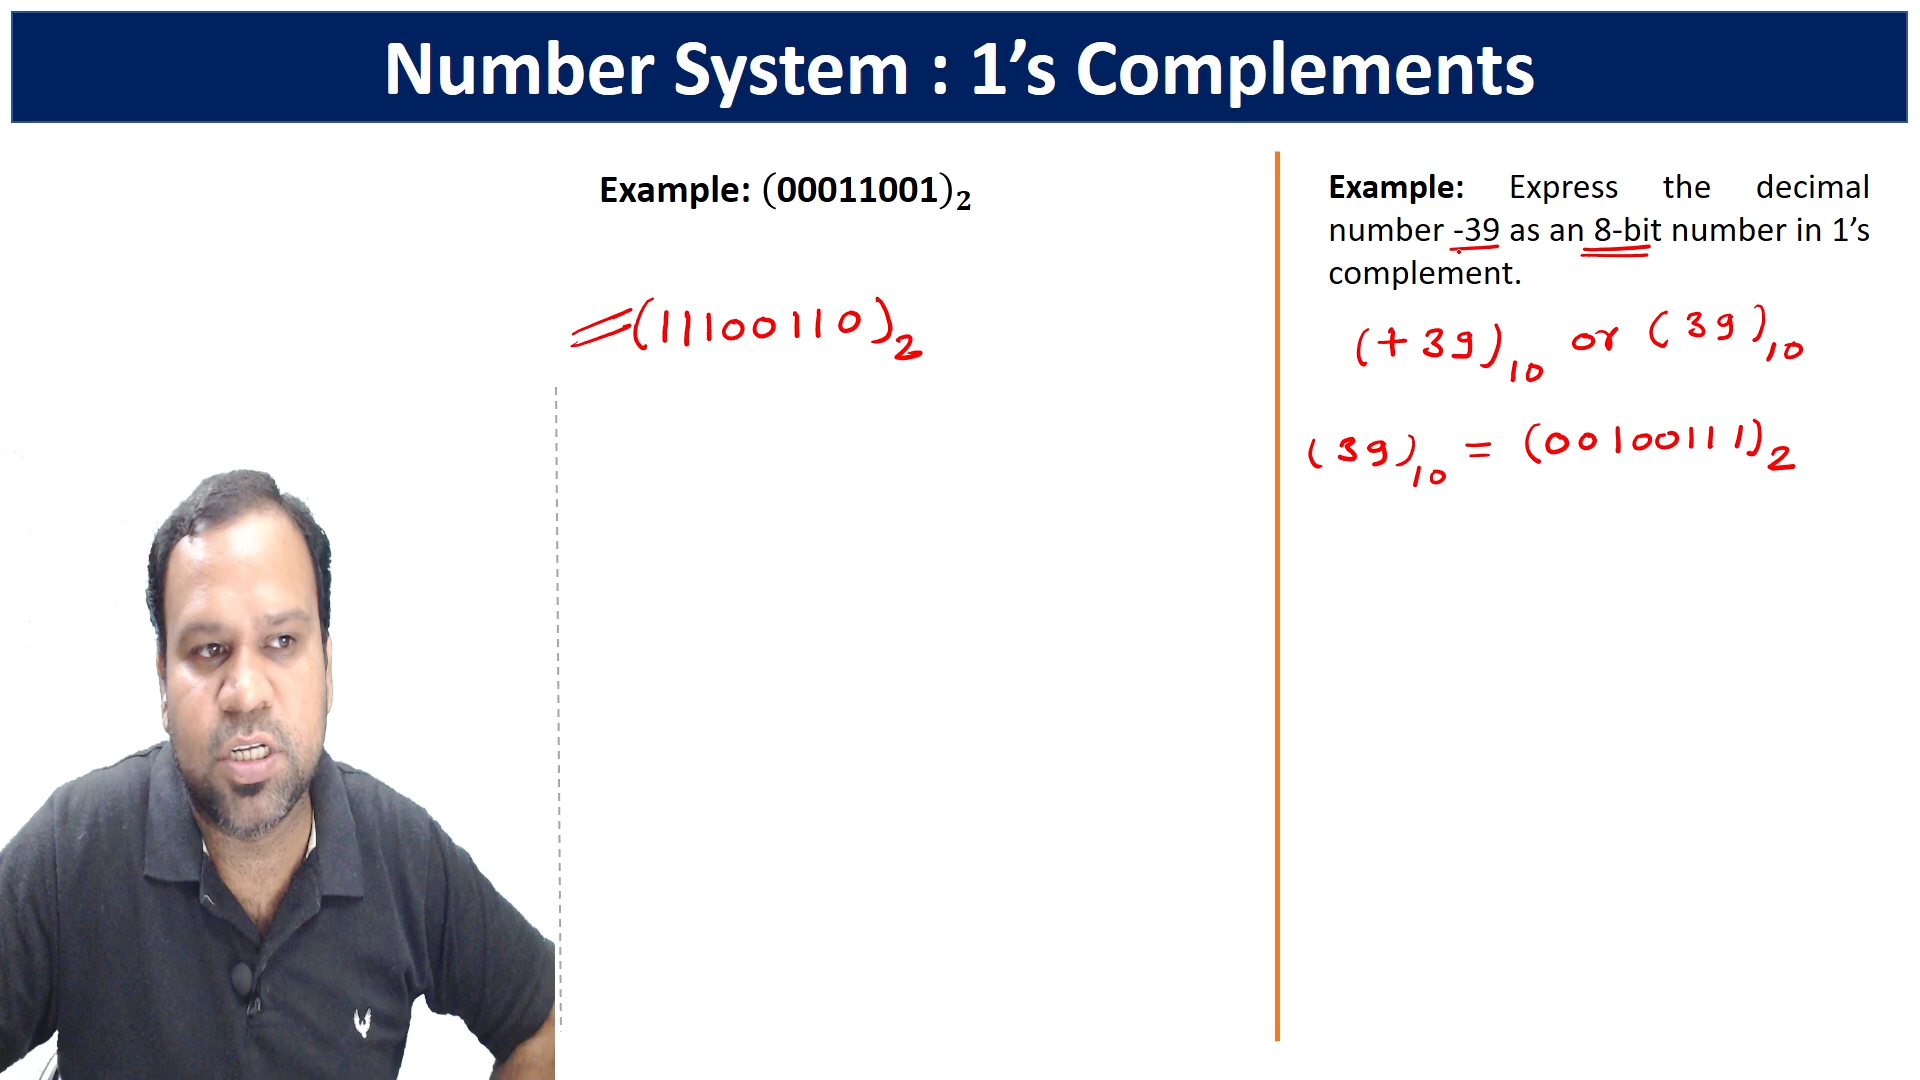 Number System : 1’s Complements
Example: (00011001)₂
=(11100110)₂
Example: Express the decimal
number -39 as an 8-bit number in 1’s
complement.
(+39)₁₀ or (39)₁₀
(39)₁₀ = (00100111)₂